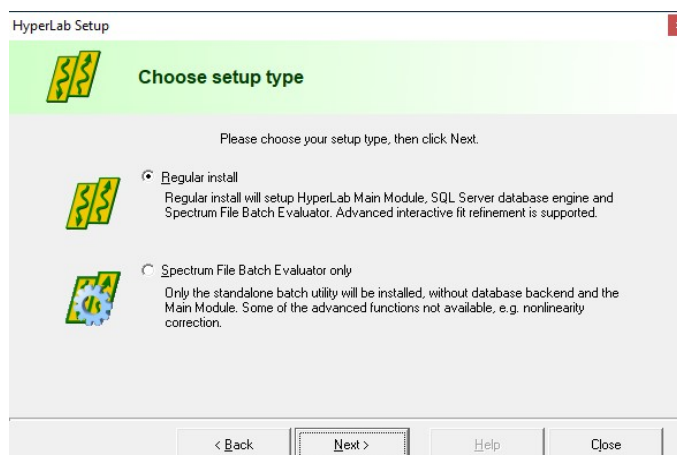 HyperLab Setup
Choose setup type
Please choose your setup type, then click Next.
Regular install
Regular install will setup HyperLab Main Module, SQL Server database engine and
Spectrum File Batch Evaluator. Advanced interactive fit refinement is supported.
Spectrum File Batch Evaluator only
Only the standalone batch utility will be installed, without database backend and the
Main Module. Some of the advanced functions not available, e.g. nonlinearity
correction.
< Back Next > Help Close